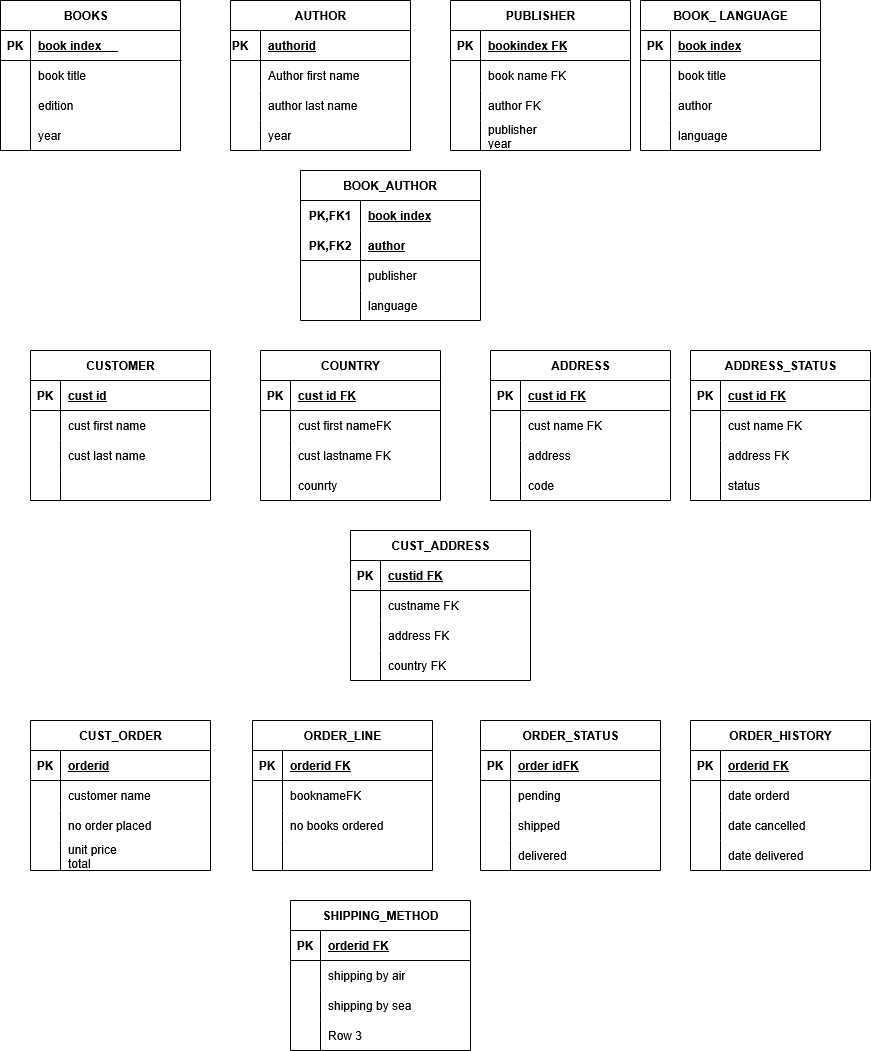 BOOKS
PK book index
book title
edition
year
AUTHOR
PK authorid
Author first name
author last name
year
PUBLISHER
PK bookindex FK
book name FK
author FK
publisher
year
BOOK_ LANGUAGE
PK book index
book title
author
language
BOOK_AUTHOR
PK,FK1 book index
PK,FK2 author
publisher
language
CUSTOMER
PK cust id
cust first name
cust last name
COUNTRY
PK cust id FK
cust first nameFK
cust lastname FK
counrty
ADDRESS
PK cust id FK
cust name FK
address
code
ADDRESS_STATUS
PK cust id FK
cust name FK
address FK
status
CUST_ADDRESS
PK custid FK
custname FK
address FK
country FK
CUST_ORDER
PK orderid
customer name
no order placed
unit price
total
ORDER_LINE
PK orderid FK
booknameFK
no books ordered
ORDER_STATUS
PK order idFK
pending
shipped
delivered
ORDER_HISTORY
PK orderid FK
date orderd
date cancelled
date delivered
SHIPPING_METHOD
PK orderid FK
shipping by air
shipping by sea
Row 3